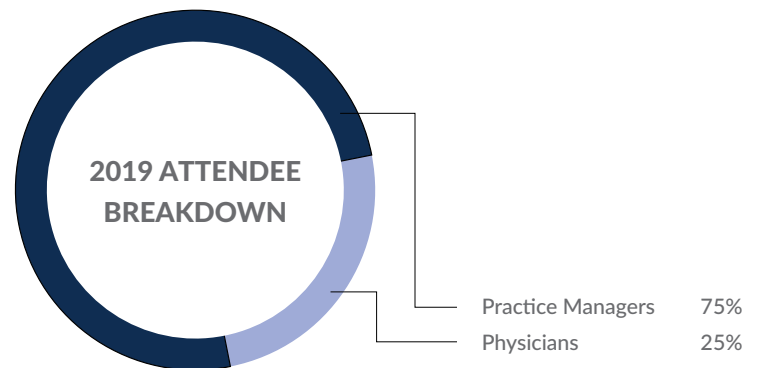 2019 ATTENDEE
BREAKDOWN
Practice Managers 75%
Physicians 25%